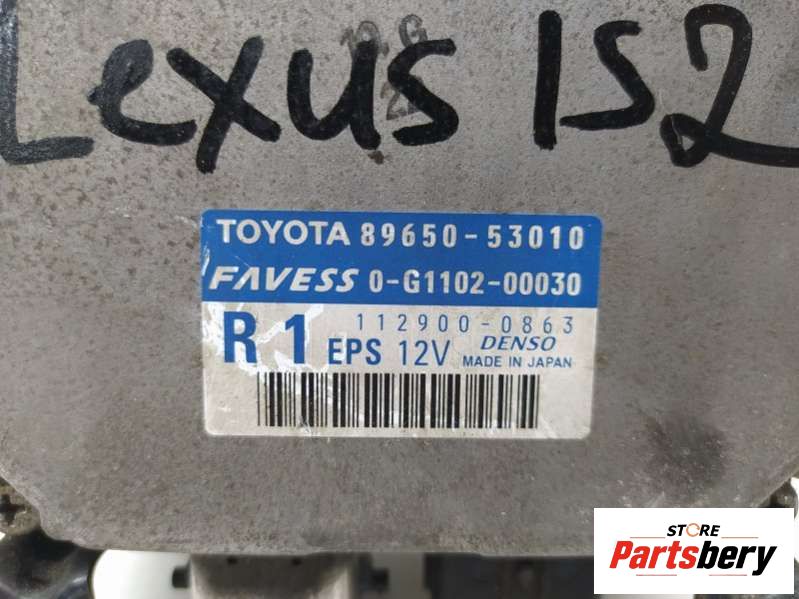 Lexus IS2
TOYOTA 89650-53010
FAVESS 0-G1102-00030
R1 EPS 12V
112900-0863
DENSO
MADE IN JAPAN
STORE
Partsbery